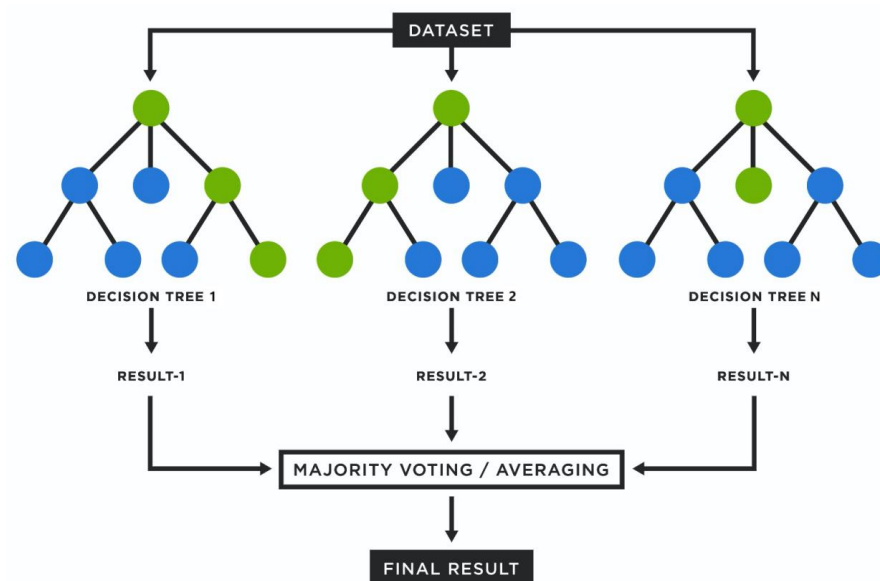 DATASET
DECISION TREE 1
DECISION TREE 2
DECISION TREE N
RESULT-1
RESULT-2
RESULT-N
MAJORITY VOTING / AVERAGING
FINAL RESULT